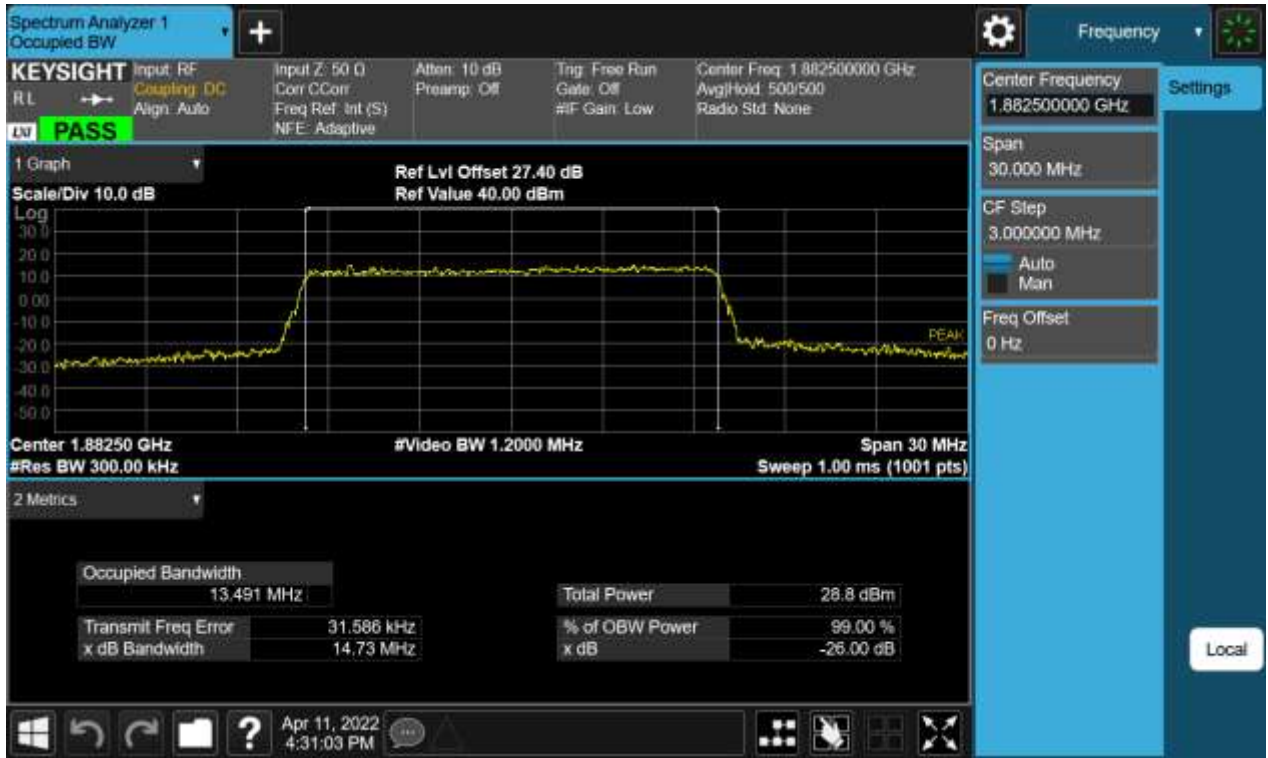 Spectrum Analyzer 1
Occupied BW
+
Frequency
KEYSIGHT
RL
LXI
PASS
Input: RF
Coupling: DC
Align: Auto
Input Z: 50 Ω
Corr CCorr
Freq Ref: Int (S)
NFE: Adaptive
Atten: 10 dB
Preamp: Off
Trig: Free Run
Gate: Off
#IF Gain: Low
Center Freq: 1.882500000 GHz
Avg|Hold: 500/500
Radio Std: None
Center Frequency
1.882500000 GHz
Settings
Span
30.000 MHz
CF Step
3.000000 MHz
Auto
Man
Freq Offset
0 Hz
Local
1 Graph
Scale/Div 10.0 dB
Ref Lvl Offset 27.40 dB
Ref Value 40.00 dBm
Log
30.0
20.0
10.0
0.00
-10.0
-20.0
-30.0
-40.0
-50.0
PEAK
Center 1.88250 GHz
#Video BW 1.2000 MHz
Span 30 MHz
#Res BW 300.00 kHz
Sweep 1.00 ms (1001 pts)
2 Metrics
Occupied Bandwidth
13.491 MHz
Total Power 28.8 dBm
Transmit Freq Error 31.586 kHz
% of OBW Power 99.00 %
x dB Bandwidth 14.73 MHz
x dB -26.00 dB
?
Apr 11, 2022
4:31:03 PM